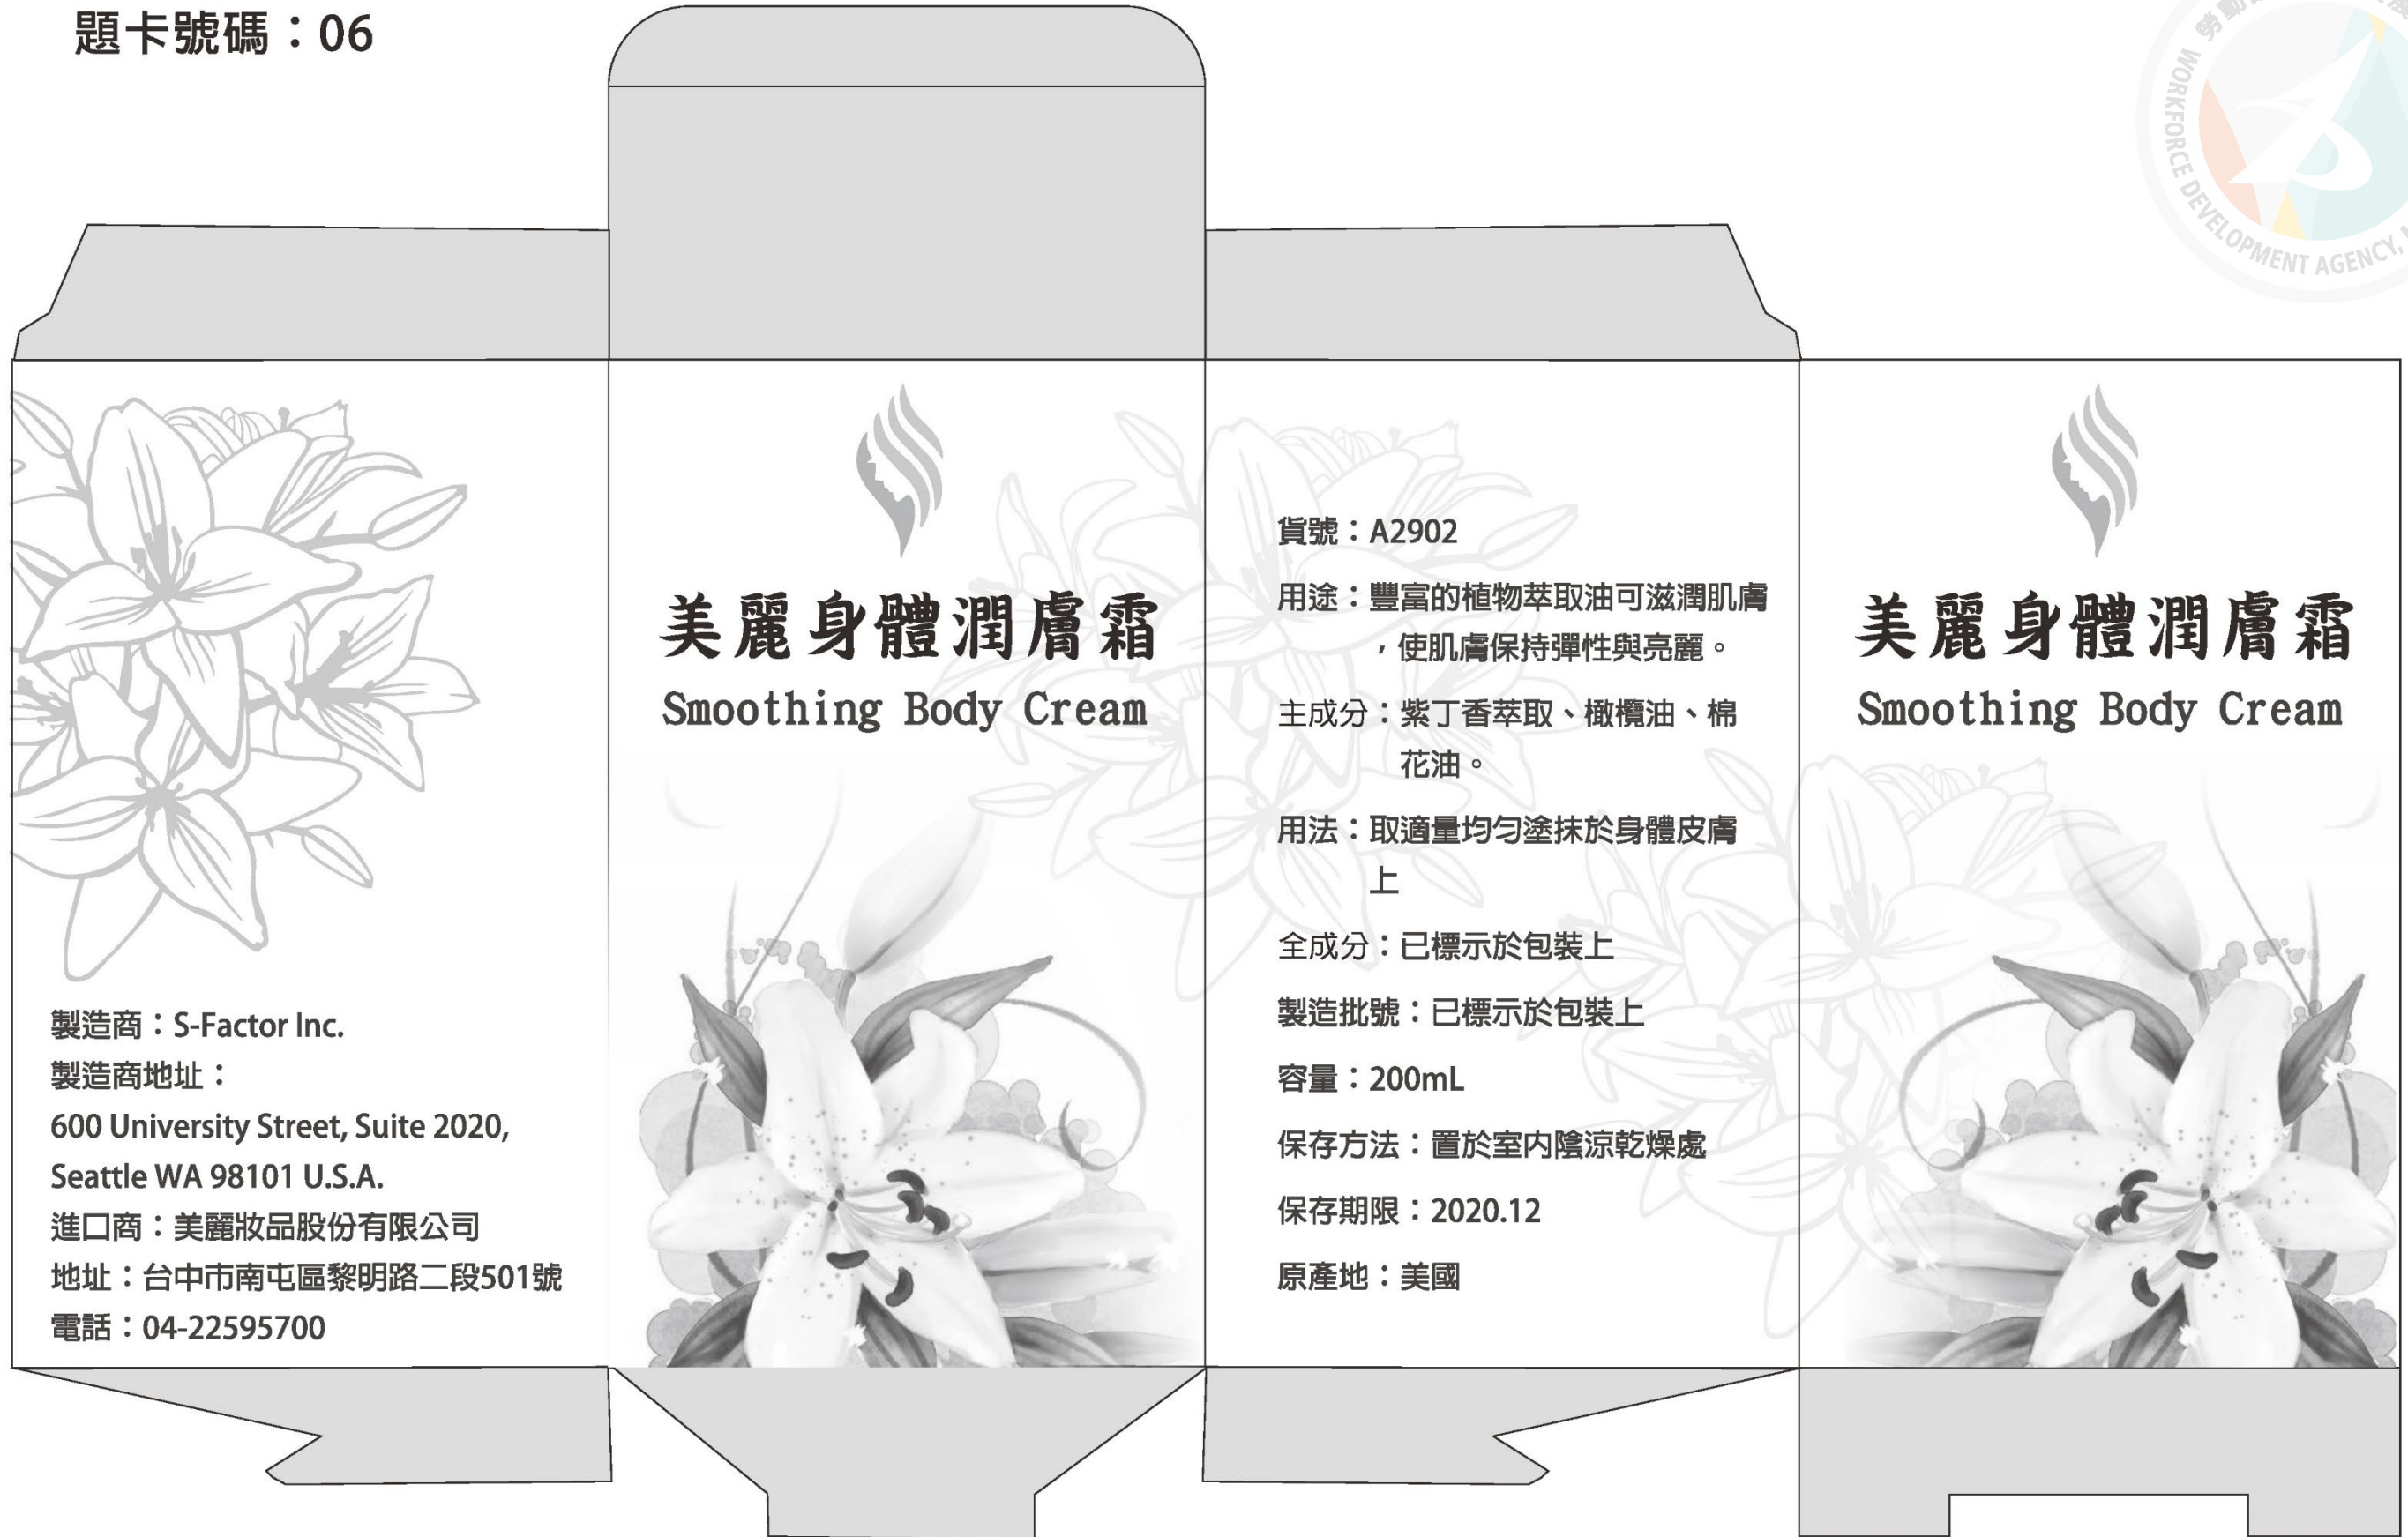 題卡號碼：06
WORKFORCE DEVELOPMENT AGENCY,
製造商：S-Factor Inc.
製造商地址：
600 University Street, Suite 2020,
Seattle WA 98101 U.S.A.
進口商：美麗妝品股份有限公司
地址：台中市南屯區黎明路二段501號
電話：04-22595700
美麗身體潤膚霜
Smoothing Body Cream
貨號：A2902
用途：豐富的植物萃取油可滋潤肌膚
，使肌膚保持彈性與亮麗。
主成分：紫丁香萃取、橄欖油、棉
花油。
用法：取適量均勻塗抹於身體皮膚
上
全成分：已標示於包裝上
製造批號：已標示於包裝上
容量：200mL
保存方法：置於室內陰涼乾燥處
保存期限：2020.12
原產地：美國
美麗身體潤膚霜
Smoothing Body Cream